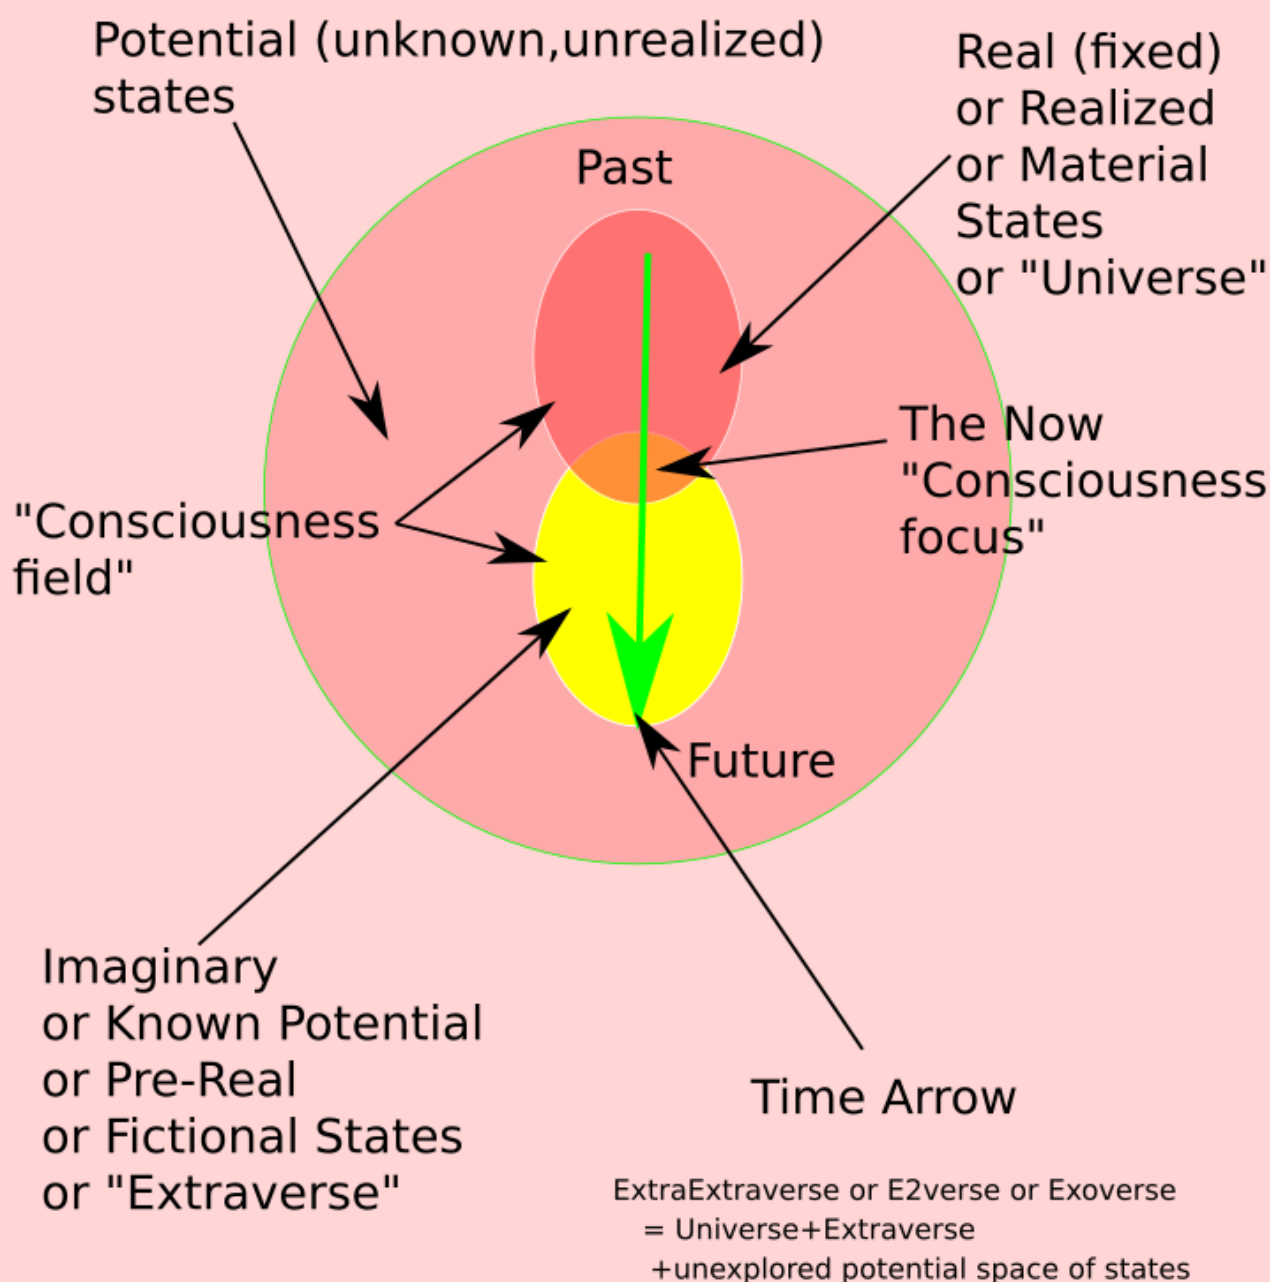 Potential (unknown,unrealized)
states
Real (fixed)
or Realized
or Material
States
or "Universe"
Past
The Now
"Consciousness
focus"
"Consciousness
field"
Future
Imaginary
or Known Potential
or Pre-Real
or Fictional States
or "Extraverse"
Time Arrow
ExtraExtraverse or E2verse or Exoverse
= Universe+Extraverse
+unexplored potential space of states